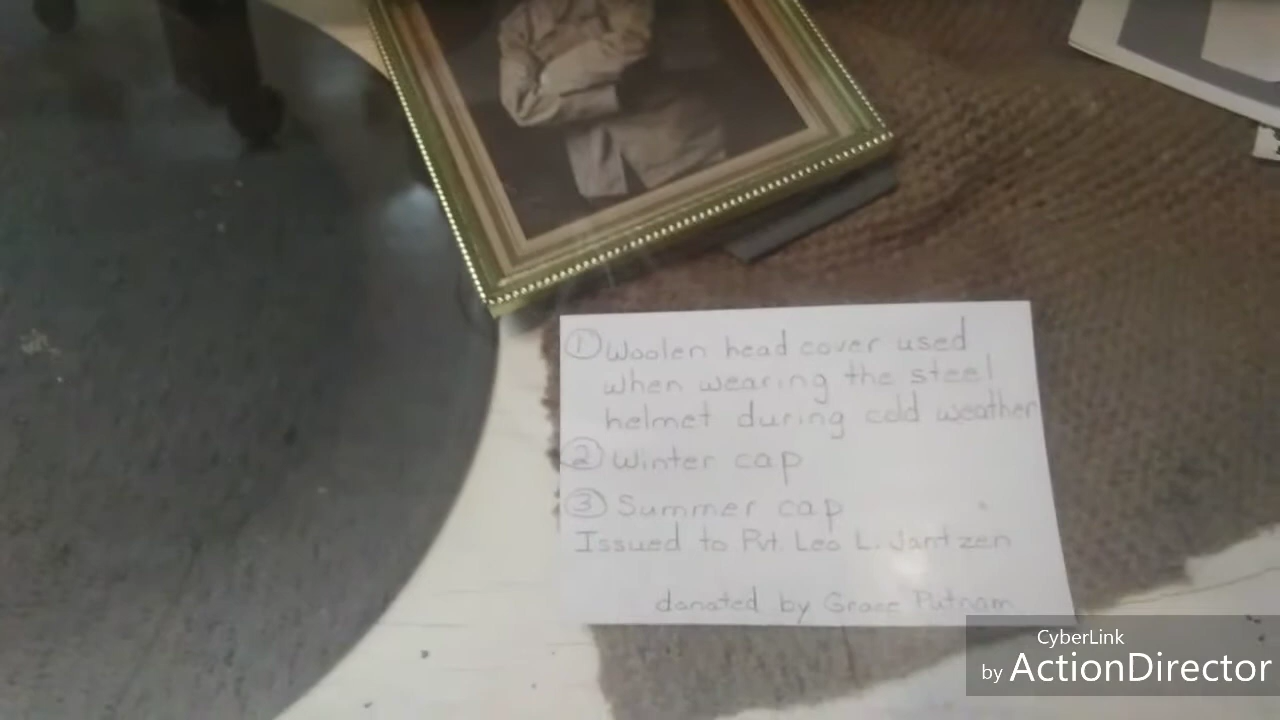 ① Woolen head cover used
when wearing the steel
helmet during cold weather
② Winter cap
③ Summer cap
Issued to Pvt. Leo L. Jantzen
donated by Grace Putnam
CyberLink
by ActionDirector